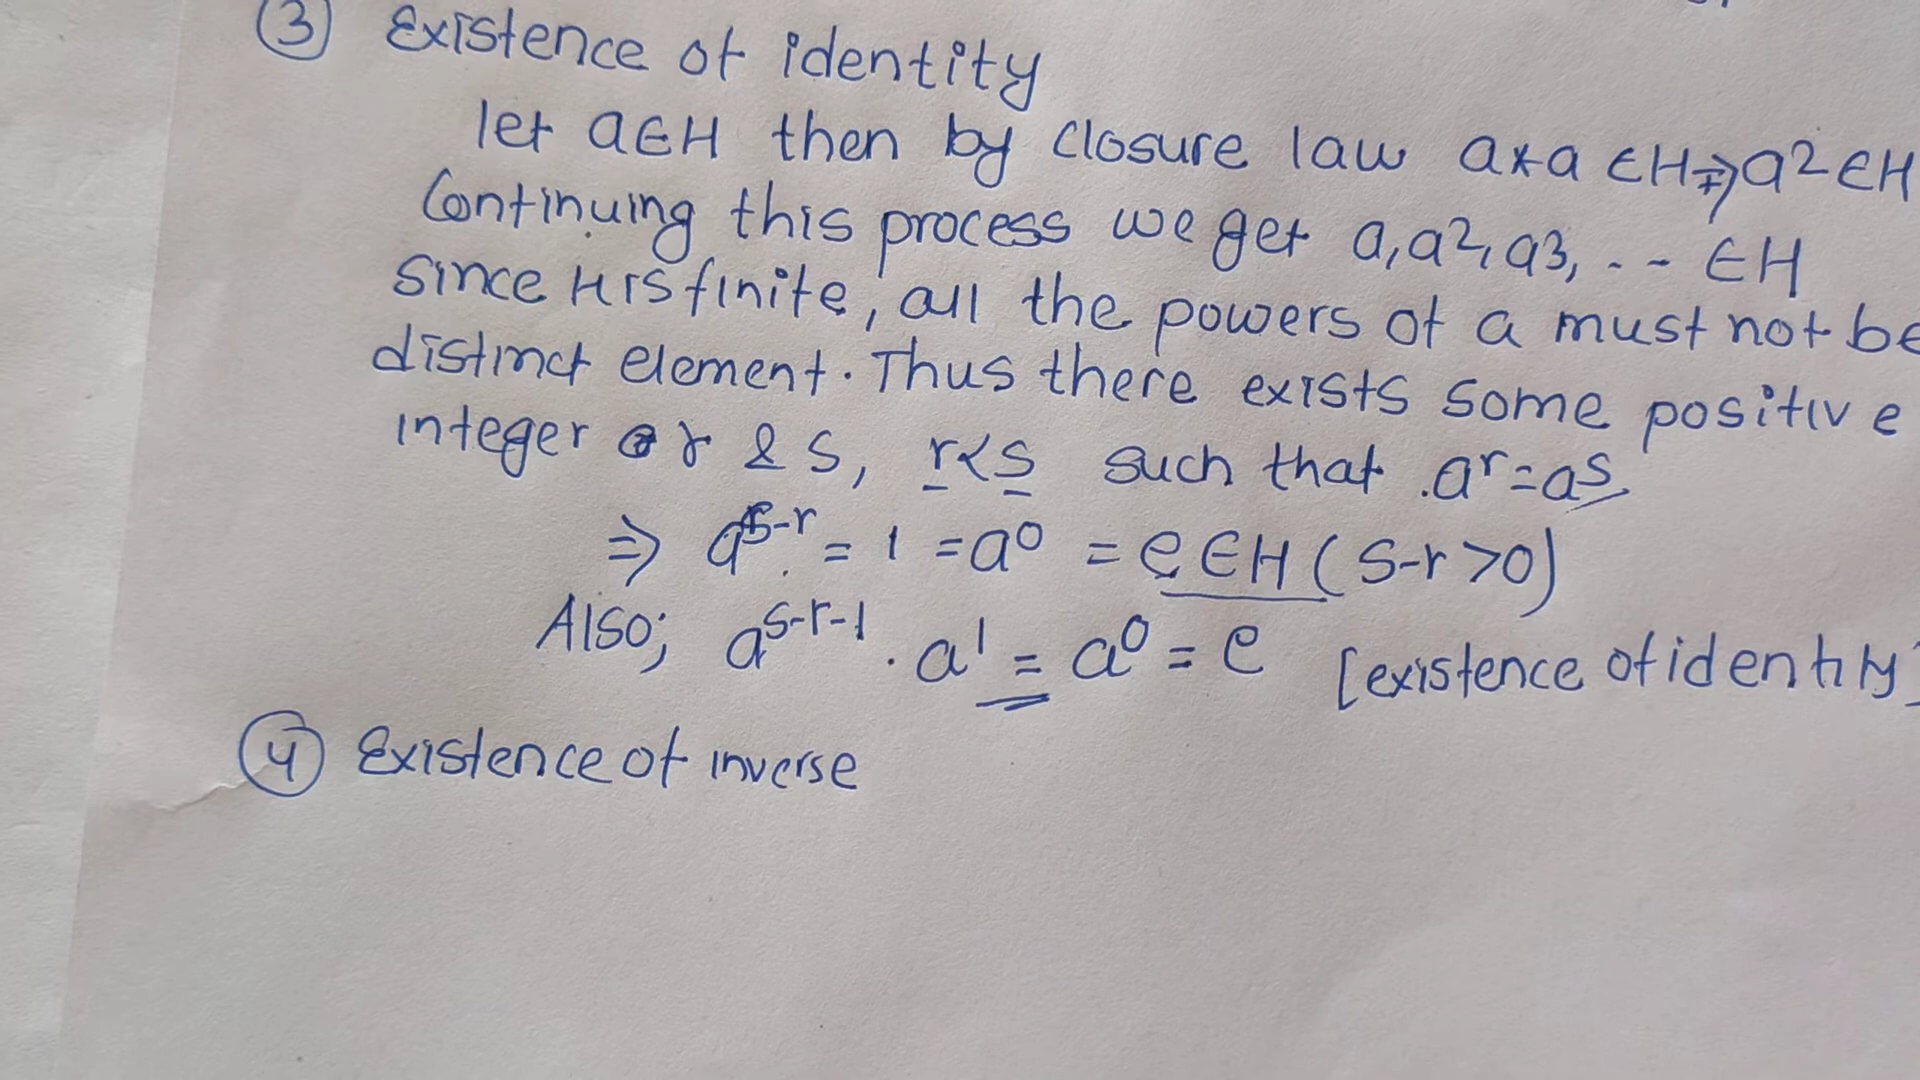 ③ Existence of identity
let a∈H then by closure law a*a ∈H⇒a²∈H
Continuing this process we get a, a², a3, .. ∈H
since H is finite, all the powers of a must not be
distinct element. Thus there exists some positive
integer r & s, r<s such that .aʳ=aˢ
⇒ aˢ⁻ʳ = 1 =a⁰ = e∈H (s-r>0)
Also; aˢ⁻ʳ⁻¹ . a¹ = a⁰ = e [existence of identity]
④ Existence of inverse